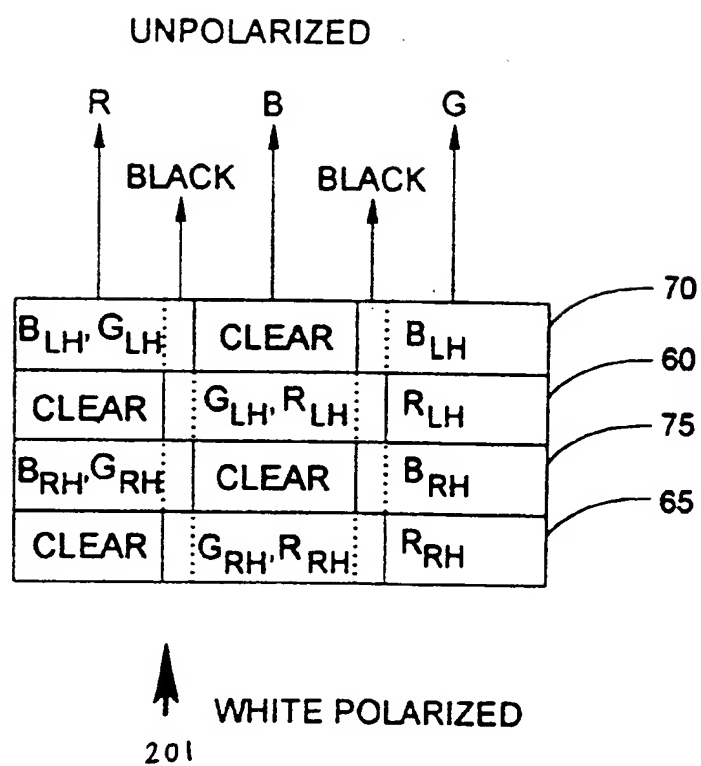 UNPOLARIZED
R B G
BLACK BLACK
B_LH, G_LH CLEAR B_LH 70
CLEAR G_LH, R_LH R_LH 60
B_RH, G_RH CLEAR B_RH 75
CLEAR G_RH, R_RH R_RH 65
WHITE POLARIZED
201